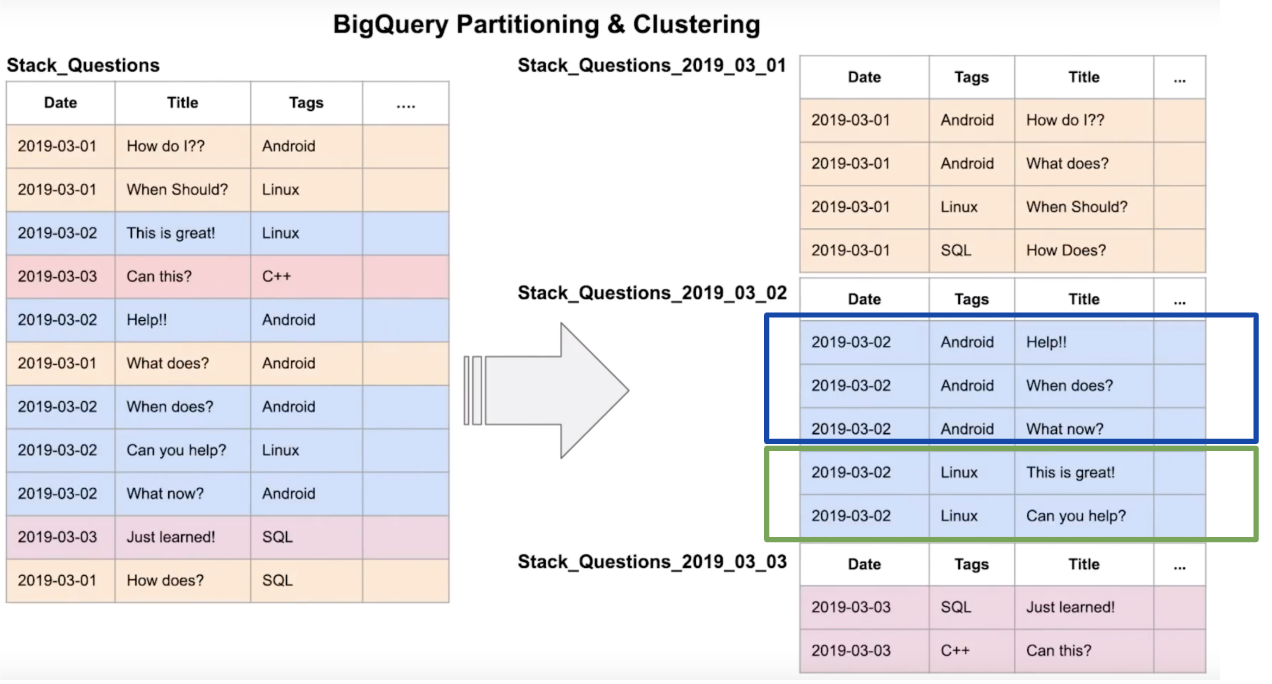 BigQuery Partitioning & Clustering
Stack_Questions
Date Title Tags ....
2019-03-01 How do I?? Android
2019-03-01 When Should? Linux
2019-03-02 This is great! Linux
2019-03-03 Can this? C++
2019-03-02 Help!! Android
2019-03-01 What does? Android
2019-03-02 When does? Android
2019-03-02 Can you help? Linux
2019-03-02 What now? Android
2019-03-03 Just learned! SQL
2019-03-01 How does? SQL
Stack_Questions_2019_03_01
Date Tags Title ...
2019-03-01 Android How do I??
2019-03-01 Android What does?
2019-03-01 Linux When Should?
2019-03-01 SQL How Does?
Stack_Questions_2019_03_02
Date Tags Title ...
2019-03-02 Android Help!!
2019-03-02 Android When does?
2019-03-02 Android What now?
2019-03-02 Linux This is great!
2019-03-02 Linux Can you help?
Stack_Questions_2019_03_03
Date Tags Title ...
2019-03-03 SQL Just learned!
2019-03-03 C++ Can this?